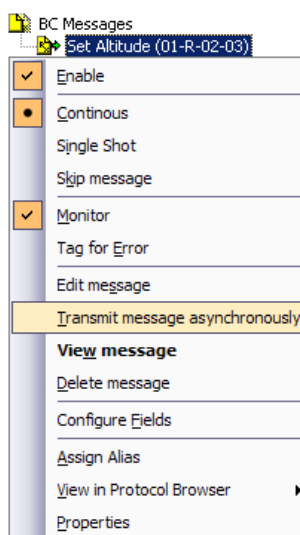 BC Messages
Set Altitude (01-R-02-03)
Enable
Continous
Single Shot
Skip message
Monitor
Tag for Error
Edit message
Transmit message asynchronously
View message
Delete message
Configure Fields
Assign Alias
View in Protocol Browser
Properties